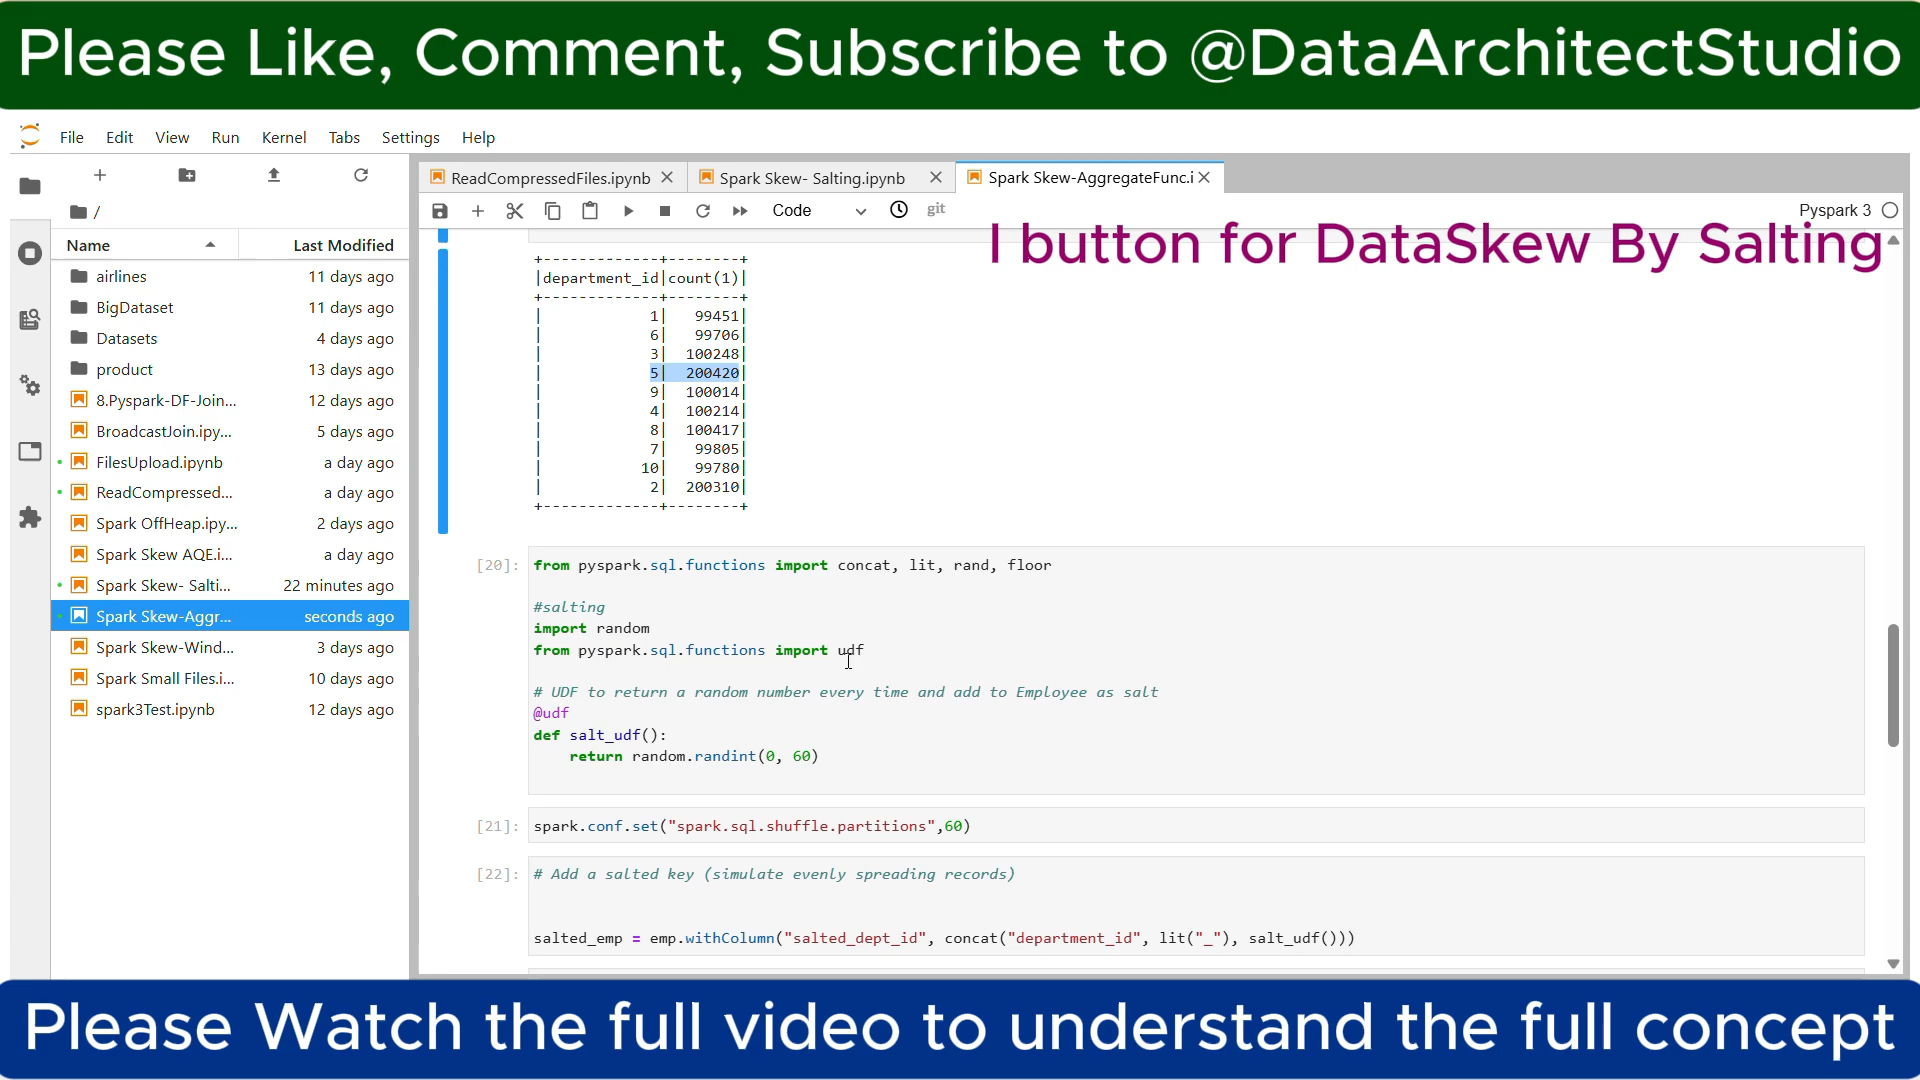 Please Like, Comment, Subscribe to @DataArchitectStudio
File Edit View Run Kernel Tabs Settings Help
ReadCompressedFiles.ipynb Spark Skew- Salting.ipynb Spark Skew-AggregateFunc.i
/
Code git Pyspark 3
I button for DataSkew By Salting
Name Last Modified
airlines 11 days ago
BigDataset 11 days ago
Datasets 4 days ago
product 13 days ago
8.Pyspark-DF-Join... 12 days ago
BroadcastJoin.ipy... 5 days ago
FilesUpload.ipynb a day ago
ReadCompressed... a day ago
Spark OffHeap.ipy... 2 days ago
Spark Skew AQE.i... a day ago
Spark Skew- Salti... 22 minutes ago
Spark Skew-Aggr... seconds ago
Spark Skew-Wind... 3 days ago
Spark Small Files.i... 10 days ago
spark3Test.ipynb 12 days ago
+-------------+--------+
|department_id|count(1)|
+-------------+--------+
|            1|   99451|
|            6|   99706|
|            3|  100248|
|            5|  200420|
|            9|  100014|
|            4|  100214|
|            8|  100417|
|            7|   99805|
|           10|   99780|
|            2|  200310|
+-------------+--------+
[20]: from pyspark.sql.functions import concat, lit, rand, floor
#salting
import random
from pyspark.sql.functions import udf
# UDF to return a random number every time and add to Employee as salt
@udf
def salt_udf():
    return random.randint(0, 60)
[21]: spark.conf.set("spark.sql.shuffle.partitions",60)
[22]: # Add a salted key (simulate evenly spreading records)
salted_emp = emp.withColumn("salted_dept_id", concat("department_id", lit("_"), salt_udf()))
Please Watch the full video to understand the full concept